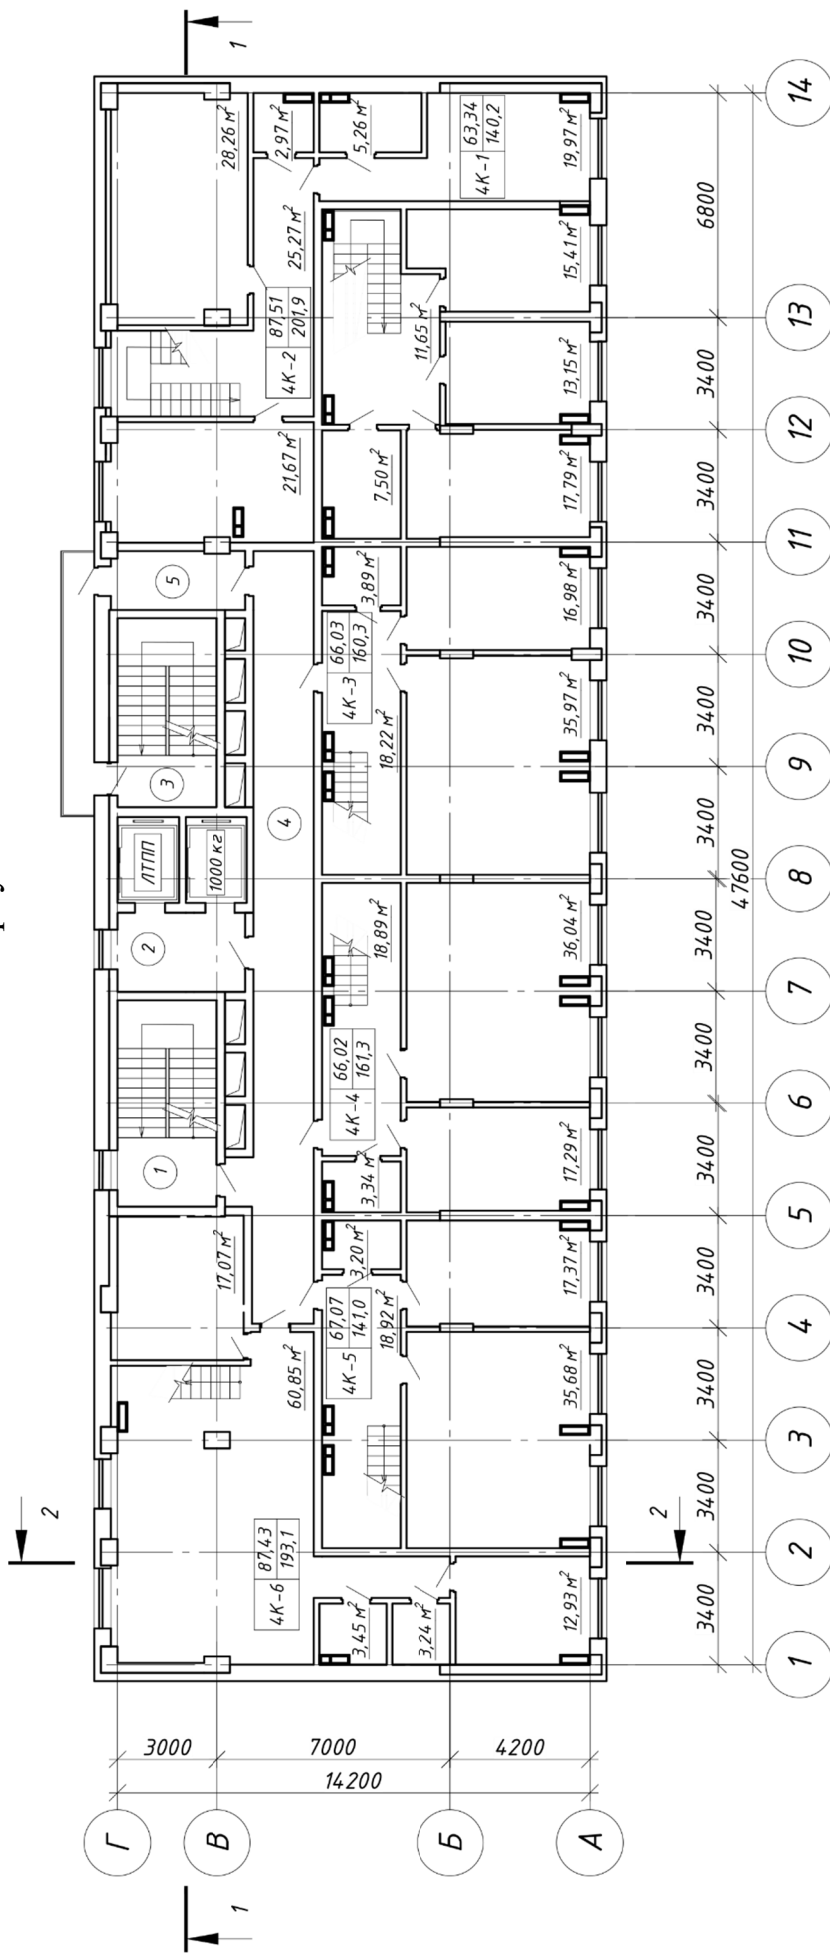 1
28,26 м²
2,97 м²
5,26 м²
4К-1
63,34
140,2
19,97 м²
25,27 м²
15,41 м²
4К-2
87,51
201,9
11,65 м²
13,15 м²
21,67 м²
7,50 м²
17,79 м²
5
3,89 м²
16,98 м²
4К-3
66,03
160,3
18,22 м²
35,97 м²
3
4
ЛТПП
1000 кг
2
18,89 м²
36,04 м²
4К-4
66,02
161,3
1
3,34 м²
17,29 м²
17,07 м²
3,20 м²
17,37 м²
4К-5
67,07
141,0
18,92 м²
60,85 м²
35,68 м²
2
4К-6
87,43
193,1
2
3,45 м²
3,24 м²
12,93 м²
6800
3400
3400
3400
3400
3400
3400
3400
3400
3400
3400
3400
3400
47600
14
13
12
11
10
9
8
7
6
5
4
3
2
1
3000
7000
4200
14200
Г
В
Б
А
1